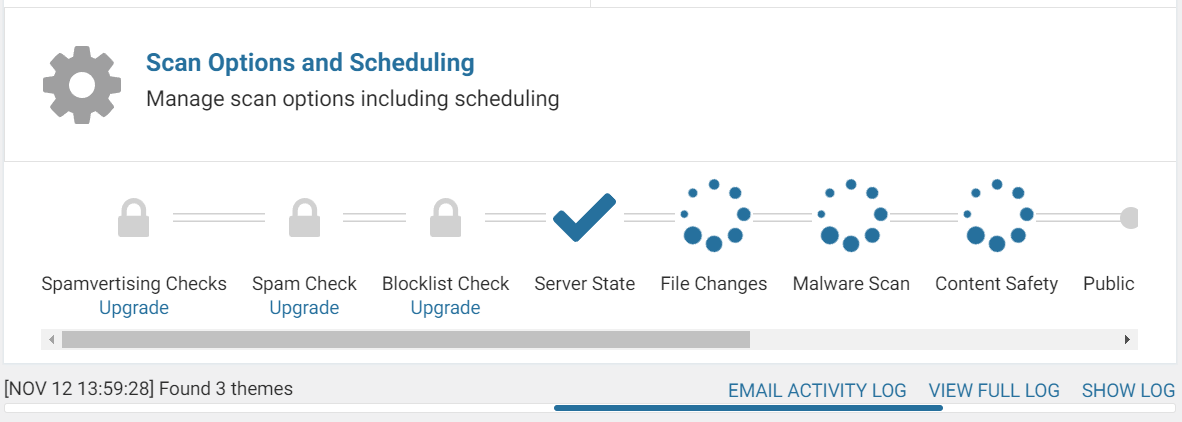 Scan Options and Scheduling
Manage scan options including scheduling
Spamvertising Checks Spam Check Blocklist Check Server State File Changes Malware Scan Content Safety Public
Upgrade Upgrade Upgrade
[NOV 12 13:59:28] Found 3 themes EMAIL ACTIVITY LOG VIEW FULL LOG SHOW LOG